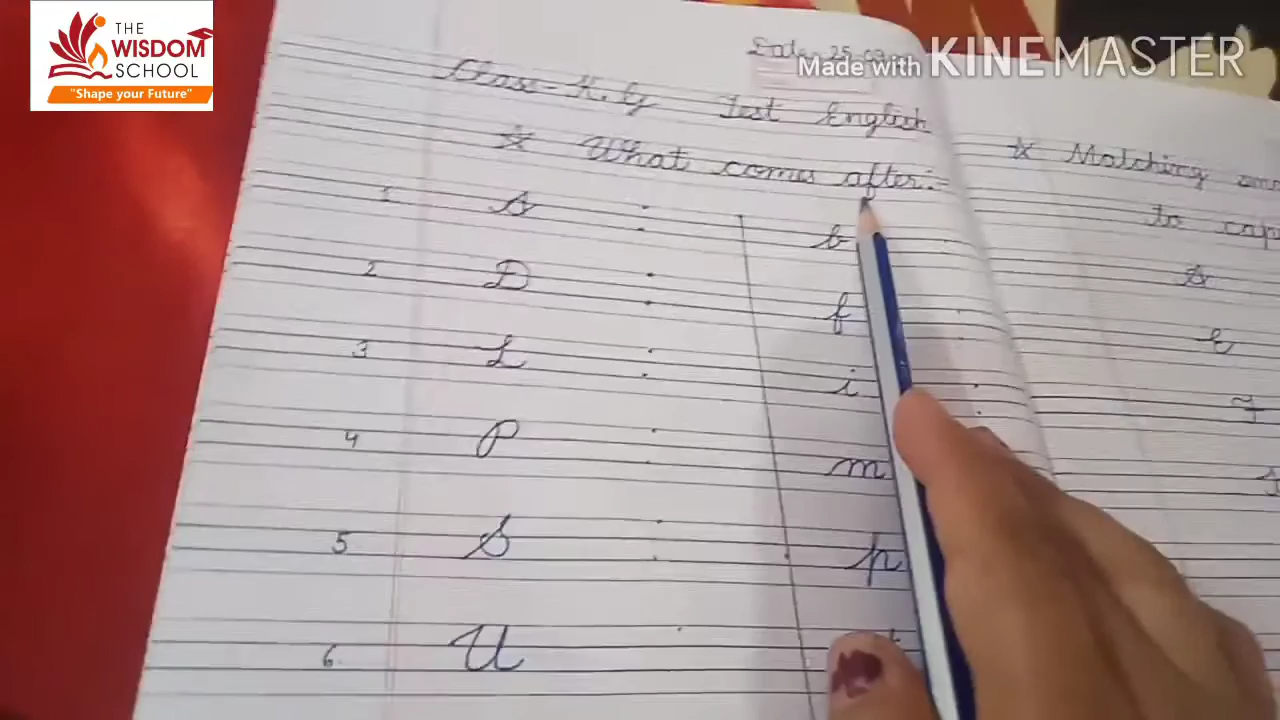 THE
WISDOM
SCHOOL
"Shape your Future"
Made with KINEMASTER
Class - K.G Test English
☆ What comes after:-
1 A : b
2 D : f
3 L : i :
4 P : m
5 S : p
6 U
☆ Matching
to
A
e
F